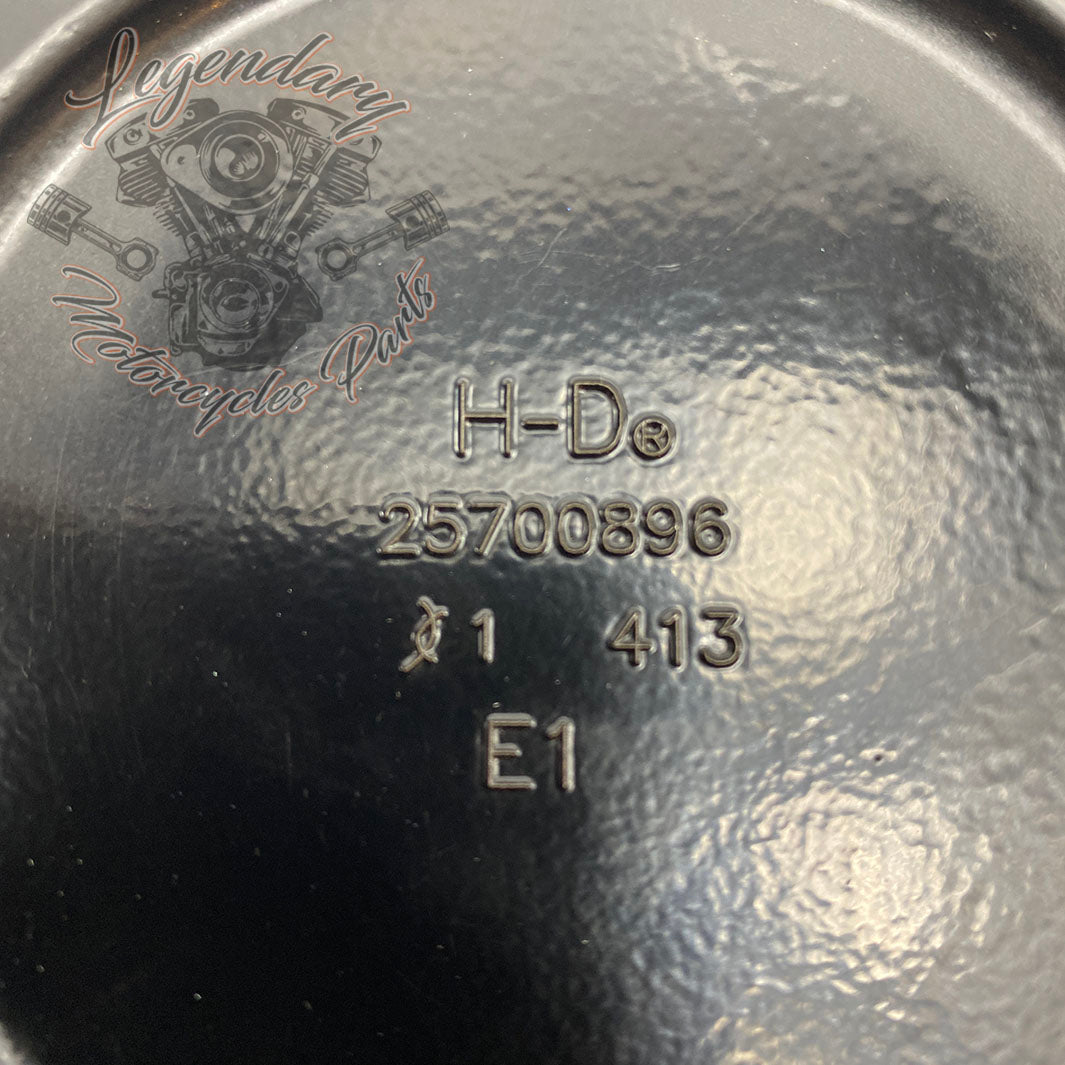 Legendary
Motorcycles Parts
H-D®
25700896
1 413
E1